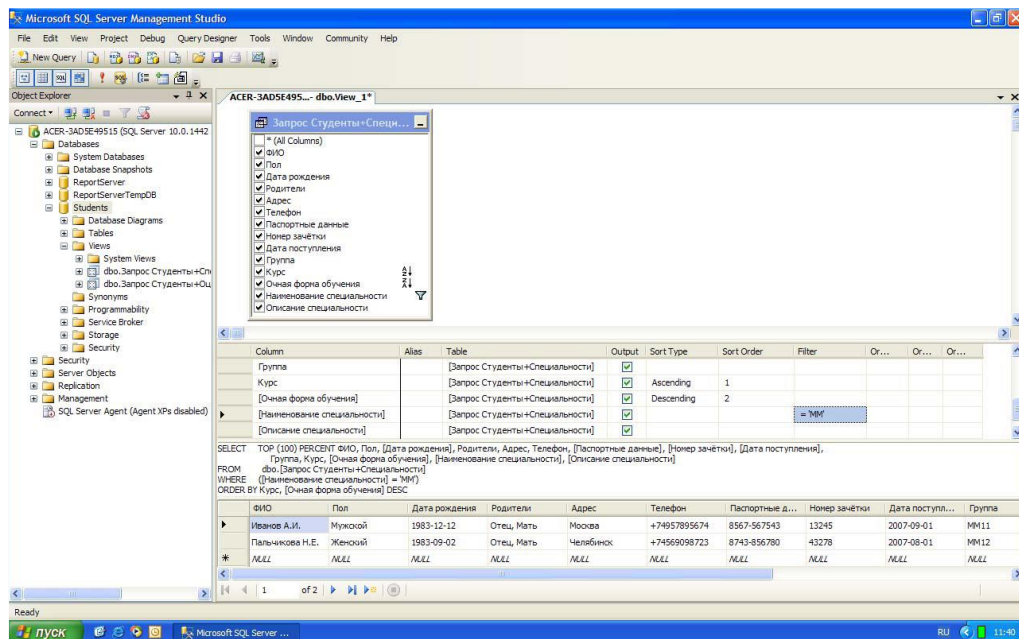 Microsoft SQL Server Management Studio
File Edit View Project Debug Query Designer Tools Window Community Help
New Query
Object Explorer
ACER-3AD5E495...- dbo.View_1*
Connect
ACER-3AD5E49515 (SQL Server 10.0.1442
Databases
System Databases
Database Snapshots
ReportServer
ReportServerTempDB
Students
Database Diagrams
Tables
Views
System Views
dbo.Запрос Студенты+Спе
dbo.Запрос Студенты+Оц
Synonyms
Programmability
Service Broker
Storage
Security
Security
Server Objects
Replication
Management
SQL Server Agent (Agent XPs disabled)
Запрос Студенты+Специ...
* (All Columns)
ФИО
Пол
Дата рождения
Родители
Адрес
Телефон
Паспортные данные
Номер зачётки
Дата поступления
Группа
Курс
Очная форма обучения
Наименование специальности
Описание специальности
Column Alias Table Output Sort Type Sort Order Filter Or... Or... Or...
Группа [Запрос Студенты+Специальности]
Курс [Запрос Студенты+Специальности] Ascending 1
[Очная форма обучения] [Запрос Студенты+Специальности] Descending 2
[Наименование специальности] [Запрос Студенты+Специальности] = 'ММ'
[Описание специальности] [Запрос Студенты+Специальности]
SELECT TOP (100) PERCENT ФИО, Пол, [Дата рождения], Родители, Адрес, Телефон, [Паспортные данные], [Номер зачётки], [Дата поступления],
Группа, Курс, [Очная форма обучения], [Наименование специальности], [Описание специальности]
FROM dbo.[Запрос Студенты+Специальности]
WHERE ([Наименование специальности] = 'ММ')
ORDER BY Курс, [Очная форма обучения] DESC
ФИО Пол Дата рождения Родители Адрес Телефон Паспортные д... Номер зачётки Дата поступл... Группа
Иванов А.И. Мужской 1983-12-12 Отец, Мать Москва +74957895674 8567-567543 13245 2007-09-01 ММ11
Пальчикова Н.Е. Женский 1983-09-02 Отец, Мать Челябинск +74569098723 8743-856780 43278 2007-08-01 ММ12
NULL NULL NULL NULL NULL NULL NULL NULL NULL NULL
1 of 2
Ready
пуск Microsoft SQL Server ... RU 11:40